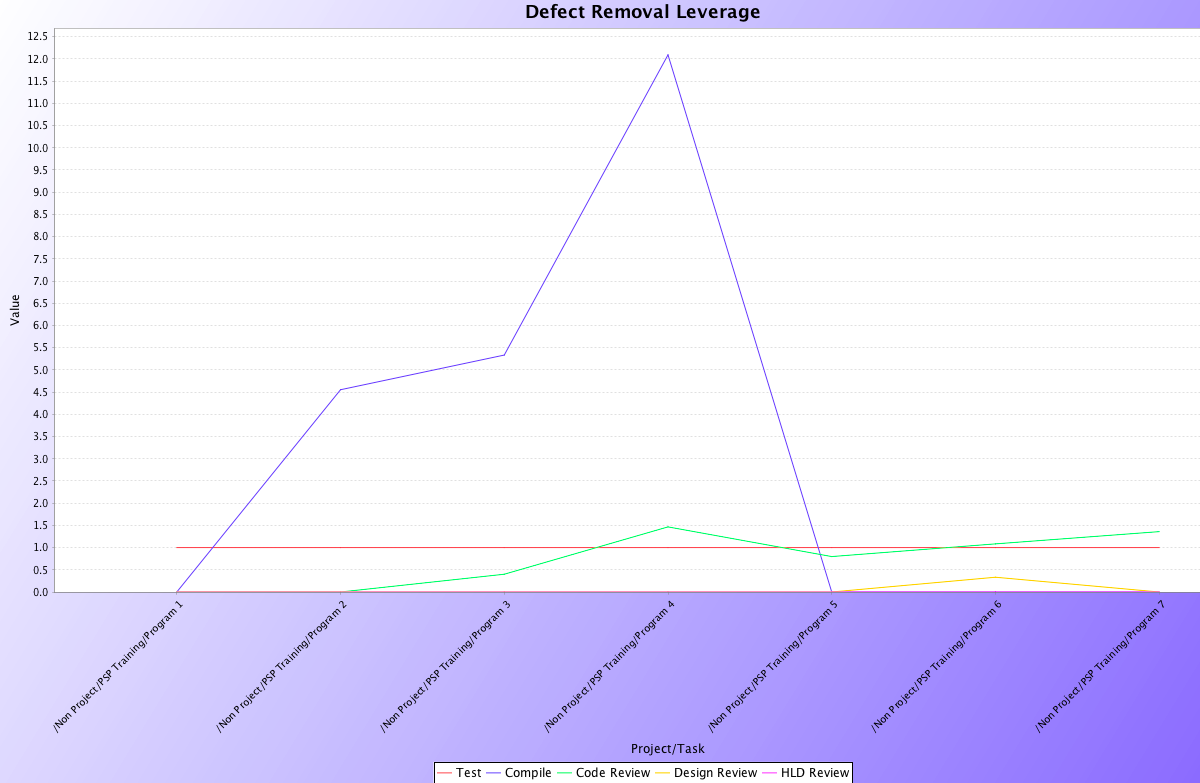 Defect Removal Leverage
12.5
12.0
11.5
11.0
10.5
10.0
9.5
9.0
8.5
8.0
7.5
7.0
6.5
6.0
5.5
5.0
4.5
4.0
3.5
3.0
2.5
2.0
1.5
1.0
0.5
0.0
Value
/Non Project/PSP Training/Program 1
/Non Project/PSP Training/Program 2
/Non Project/PSP Training/Program 3
/Non Project/PSP Training/Program 4
/Non Project/PSP Training/Program 5
/Non Project/PSP Training/Program 6
/Non Project/PSP Training/Program 7
Project/Task
Test Compile Code Review Design Review HLD Review